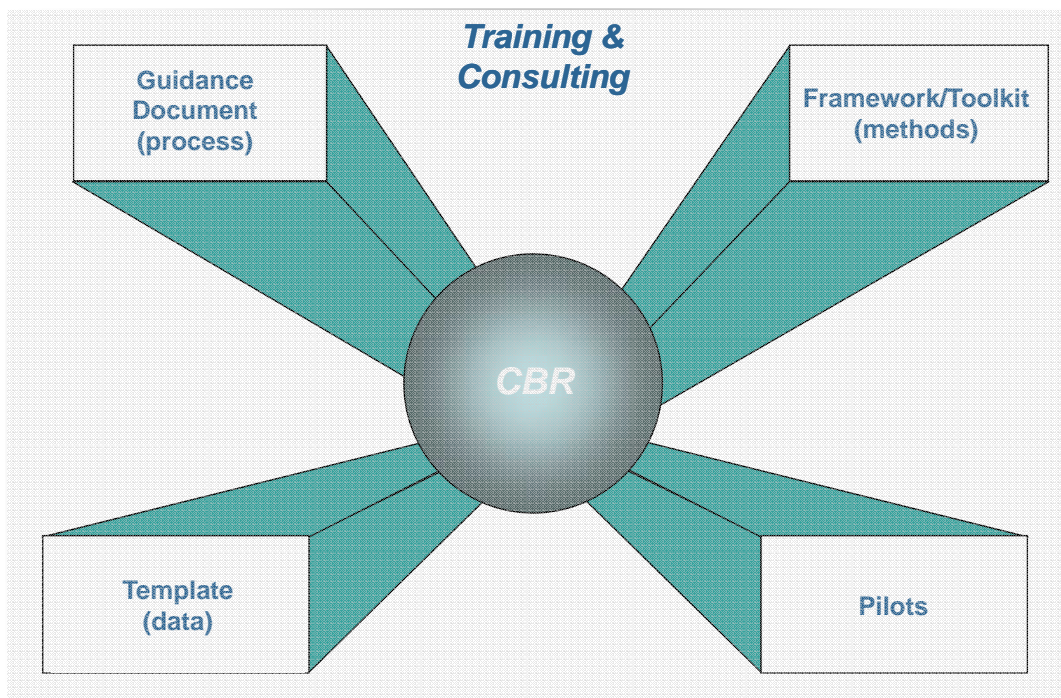 Training &
Consulting
Guidance
Document
(process)
Framework/Toolkit
(methods)
CBR
Template
(data)
Pilots